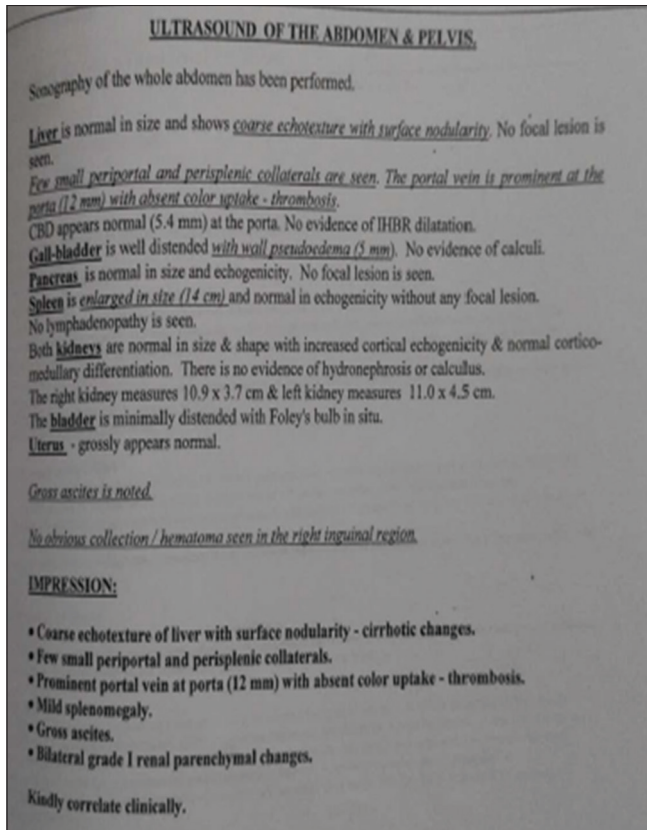 ULTRASOUND OF THE ABDOMEN & PELVIS.
Sonography of the whole abdomen has been performed.
Liver is normal in size and shows coarse echotexture with surface nodularity. No focal lesion is
seen.
Few small periportal and perisplenic collaterals are seen. The portal vein is prominent at the
porta (12 mm) with absent color uptake - thrombosis.
CBD appears normal (5.4 mm) at the porta. No evidence of IHBR dilatation.
Gall-bladder is well distended with wall pseudoedema (5 mm). No evidence of calculi.
Pancreas is normal in size and echogenicity. No focal lesion is seen.
Spleen is enlarged in size (14 cm) and normal in echogenicity without any focal lesion.
No lymphadenopathy is seen.
Both kidneys are normal in size & shape with increased cortical echogenicity & normal cortico-
medullary differentiation. There is no evidence of hydronephrosis or calculus.
The right kidney measures 10.9 x 3.7 cm & left kidney measures 11.0 x 4.5 cm.
The bladder is minimally distended with Foley's bulb in situ.
Uterus - grossly appears normal.
Gross ascites is noted.
No obvious collection / hematoma seen in the right inguinal region.
IMPRESSION:
• Coarse echotexture of liver with surface nodularity - cirrhotic changes.
• Few small periportal and perisplenic collaterals.
• Prominent portal vein at porta (12 mm) with absent color uptake - thrombosis.
• Mild splenomegaly.
• Gross ascites.
• Bilateral grade I renal parenchymal changes.
Kindly correlate clinically.